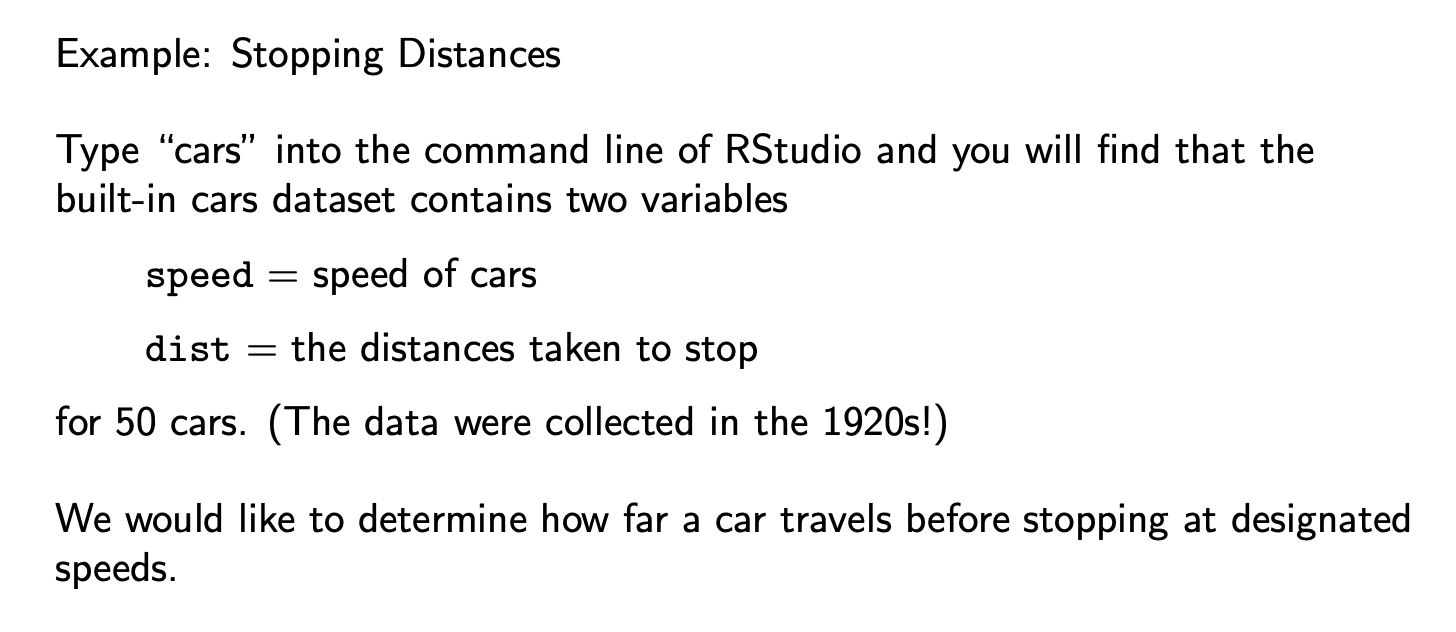 Example: Stopping Distances
Type “cars” into the command line of RStudio and you will find that the
built-in cars dataset contains two variables
speed = speed of cars
dist = the distances taken to stop
for 50 cars. (The data were collected in the 1920s!)
We would like to determine how far a car travels before stopping at designated
speeds.